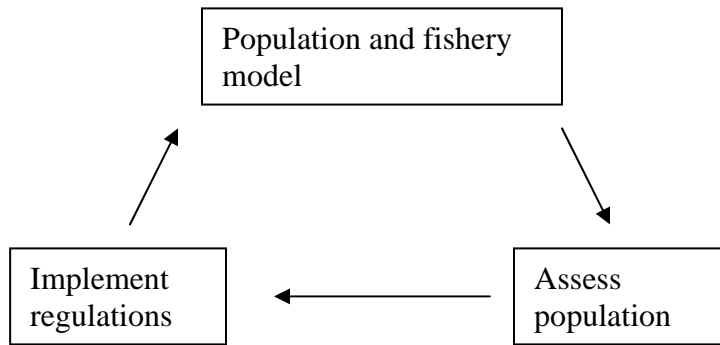 Population and fishery
model
Implement
regulations
Assess
population